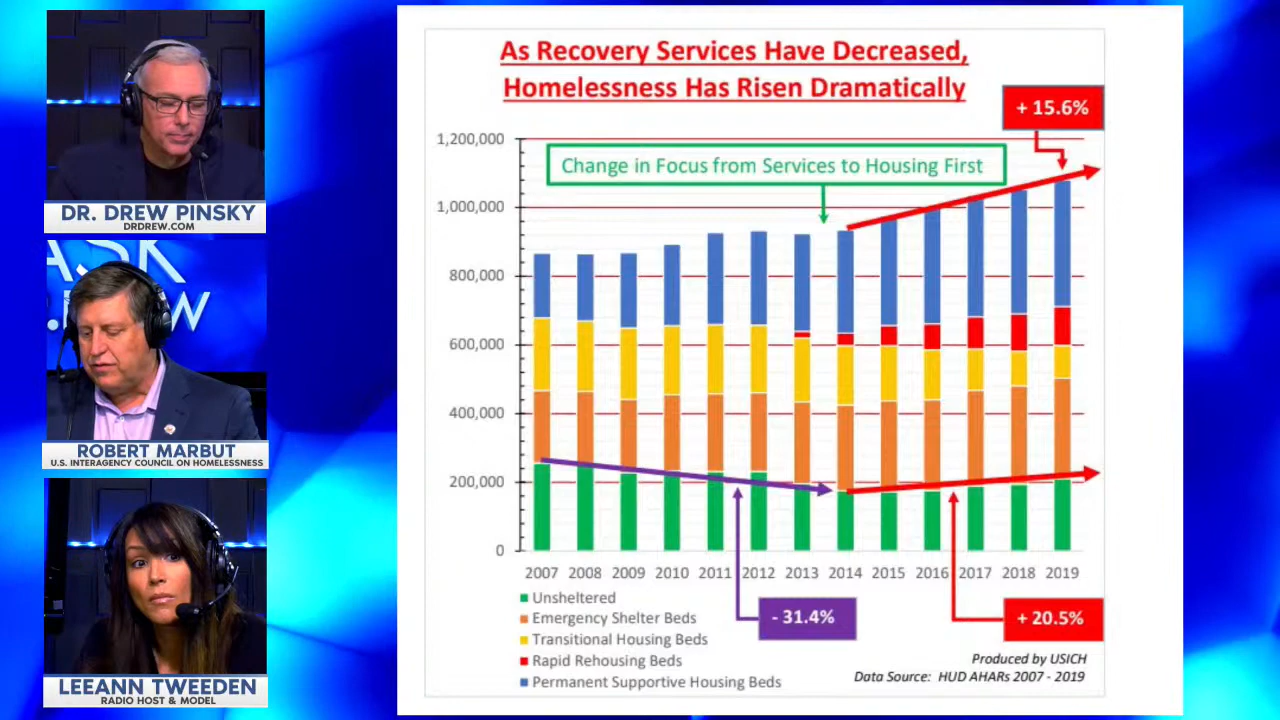 DR. DREW PINSKY
DRDREW.COM
ASK
W
ROBERT MARBUT
U.S. INTERAGENCY COUNCIL ON HOMELESSNESS
LEEANN TWEEDEN
RADIO HOST & MODEL
As Recovery Services Have Decreased,
Homelessness Has Risen Dramatically
+ 15.6%
Change in Focus from Services to Housing First
1,200,000
1,000,000
800,000
600,000
400,000
200,000
0
2007 2008 2009 2010 2011 2012 2013 2014 2015 2016 2017 2018 2019
Unsheltered
Emergency Shelter Beds
Transitional Housing Beds
Rapid Rehousing Beds
Permanent Supportive Housing Beds
- 31.4%
+ 20.5%
Produced by USICH
Data Source: HUD AHARs 2007 - 2019